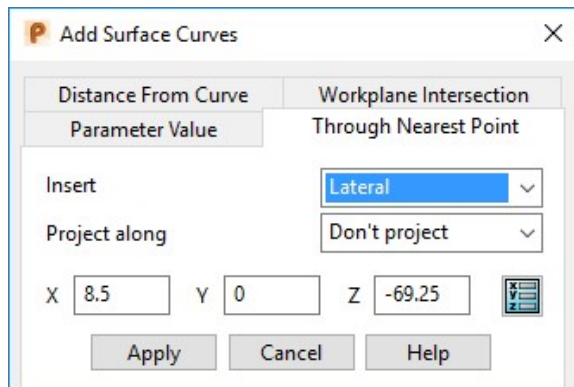 Add Surface Curves
Distance From Curve Workplane Intersection
Parameter Value Through Nearest Point
Insert Lateral
Project along Don't project
X 8.5 Y 0 Z -69.25
Apply Cancel Help